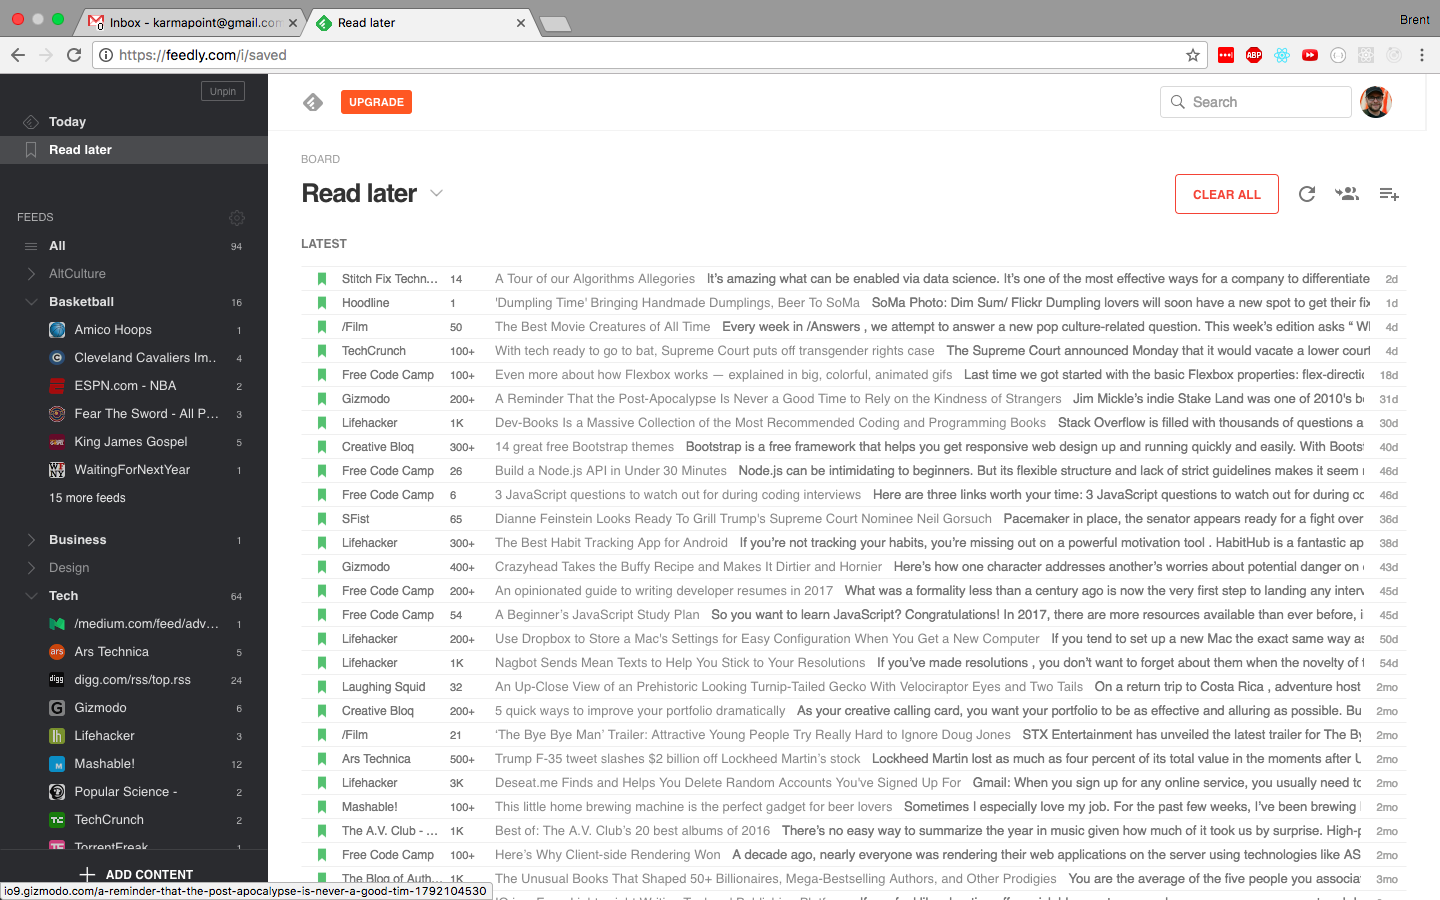 Inbox - karmapoint@gmail.com
Read later
Brent
https://feedly.com/i/saved
ABP
Unpin
Today
Read later
FEEDS
All 94
AltCulture
Basketball 16
Amico Hoops 1
Cleveland Cavaliers Im.. 4
ESPN.com - NBA 2
Fear The Sword - All P... 3
King James Gospel 5
WaitingForNextYear 1
15 more feeds
Business 1
Design
Tech 64
/medium.com/feed/adv... 1
Ars Technica 5
digg.com/rss/top.rss 24
Gizmodo 6
Lifehacker 3
Mashable! 12
Popular Science - 2
TechCrunch 2
TorrentFreak 1
ADD CONTENT
io9.gizmodo.com/a-reminder-that-the-post-apocalypse-is-never-a-good-tim-1792104530
UPGRADE
Search
BOARD
Read later
CLEAR ALL
LATEST
Stitch Fix Techn... 14 A Tour of our Algorithms Allegories It's amazing what can be enabled via data science. It's one of the most effective ways for a company to differentiate 2d
Hoodline 1 'Dumpling Time' Bringing Handmade Dumplings, Beer To SoMa SoMa Photo: Dim Sum/ Flickr Dumpling lovers will soon have a new spot to get their fix 1d
/Film 50 The Best Movie Creatures of All Time Every week in /Answers , we attempt to answer a new pop culture-related question. This week's edition asks " 4d
TechCrunch 100+ With tech ready to go to bat, Supreme Court puts off transgender rights case The Supreme Court announced Monday that it would vacate a lower court 4d
Free Code Camp 100+ Even more about how Flexbox works — explained in big, colorful, animated gifs Last time we got started with the basic Flexbox properties: flex-directio 18d
Gizmodo 200+ A Reminder That the Post-Apocalypse Is Never a Good Time to Rely on the Kindness of Strangers Jim Mickle's indie Stake Land was one of 2010's 31d
Lifehacker 1K Dev-Books Is a Massive Collection of the Most Recommended Coding and Programming Books Stack Overflow is filled with thousands of questions a 30d
Creative Bloq 300+ 14 great free Bootstrap themes Bootstrap is a free framework that helps you get responsive web design up and running quickly and easily. With Boots 40d
Free Code Camp 26 Build a Node.js API in Under 30 Minutes Node.js can be intimidating to beginners. But its flexible structure and lack of strict guidelines makes it seem 46d
Free Code Camp 6 3 JavaScript questions to watch out for during coding interviews Here are three links worth your time: 3 JavaScript questions to watch out for during co 46d
SFist 65 Dianne Feinstein Looks Ready To Grill Trump's Supreme Court Nominee Neil Gorsuch Pacemaker in place, the senator appears ready for a fight over 36d
Lifehacker 300+ The Best Habit Tracking App for Android If you're not tracking your habits, you're missing out on a powerful motivation tool . HabitHub is a fantastic ap 38d
Gizmodo 400+ Crazyhead Takes the Buffy Recipe and Makes It Dirtier and Hornier Here's how one character addresses another's worries about potential danger on 43d
Free Code Camp 200+ An opinionated guide to writing developer resumes in 2017 What was a formality less than a century ago is now the very first step to landing any interv 45d
Free Code Camp 54 A Beginner's JavaScript Study Plan So you want to learn JavaScript? Congratulations! In 2017, there are more resources available than ever before, i 45d
Lifehacker 200+ Use Dropbox to Store a Mac's Settings for Easy Configuration When You Get a New Computer If you tend to set up a new Mac the exact same way as 50d
Lifehacker 1K Nagbot Sends Mean Texts to Help You Stick to Your Resolutions If you've made resolutions , you don't want to forget about them when the novelty of 54d
Laughing Squid 32 An Up-Close View of an Prehistoric Looking Turnip-Tailed Gecko With Velociraptor Eyes and Two Tails On a return trip to Costa Rica , adventure host 2mo
Creative Bloq 200+ 5 quick ways to improve your portfolio dramatically As your creative calling card, you want your portfolio to be as effective and alluring as possible. Bu 2mo
/Film 21 'The Bye Bye Man' Trailer: Attractive Young People Try Really Hard to Ignore Doug Jones STX Entertainment has unveiled the latest trailer for The By 2mo
Ars Technica 500+ Trump F-35 tweet slashes $2 billion off Lockheed Martin's stock Lockheed Martin lost as much as four percent of its total value in the moments after 2mo
Lifehacker 3K Deseat.me Finds and Helps You Delete Random Accounts You've Signed Up For Gmail: When you sign up for any online service, you usually need to 2mo
Mashable! 100+ This little home brewing machine is the perfect gadget for beer lovers Sometimes I especially love my job. For the past few weeks, I've been brewing 2mo
The A.V. Club - ... 1K Best of: The A.V. Club's 20 best albums of 2016 There's no easy way to summarize the year in music given how much of it took us by surprise. High-p 2mo
Free Code Camp 100+ Here's Why Client-side Rendering Won A decade ago, nearly everyone was rendering their web applications on the server using technologies like AS 2mo
The Blog of Auth... 1K The Unusual Books That Shaped 50+ Billionaires, Mega-Bestselling Authors, and Other Prodigies You are the average of the five people you associa 3mo